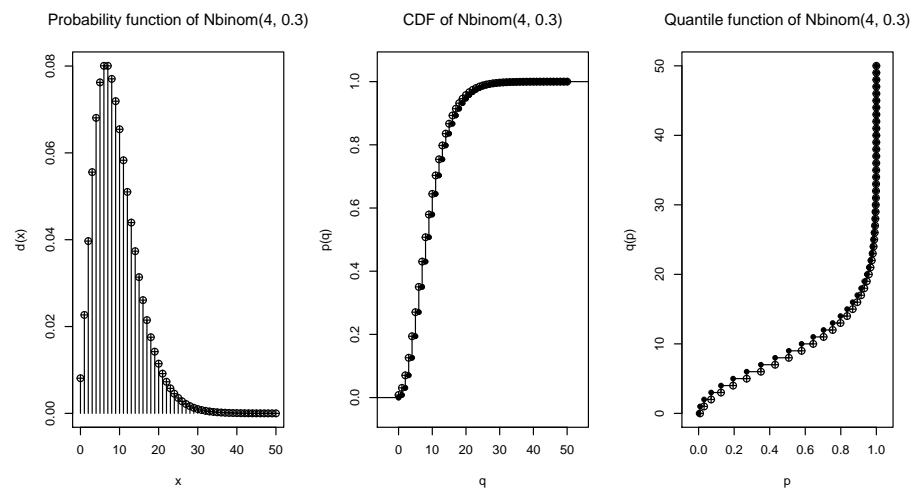 Probability function of Nbinom(4, 0.3)
d(x)
0.00 0.02 0.04 0.06 0.08
0 10 20 30 40 50
x
CDF of Nbinom(4, 0.3)
p(q)
0.0 0.2 0.4 0.6 0.8 1.0
0 10 20 30 40 50
q
Quantile function of Nbinom(4, 0.3)
q(p)
0 10 20 30 40 50
0.0 0.2 0.4 0.6 0.8 1.0
p